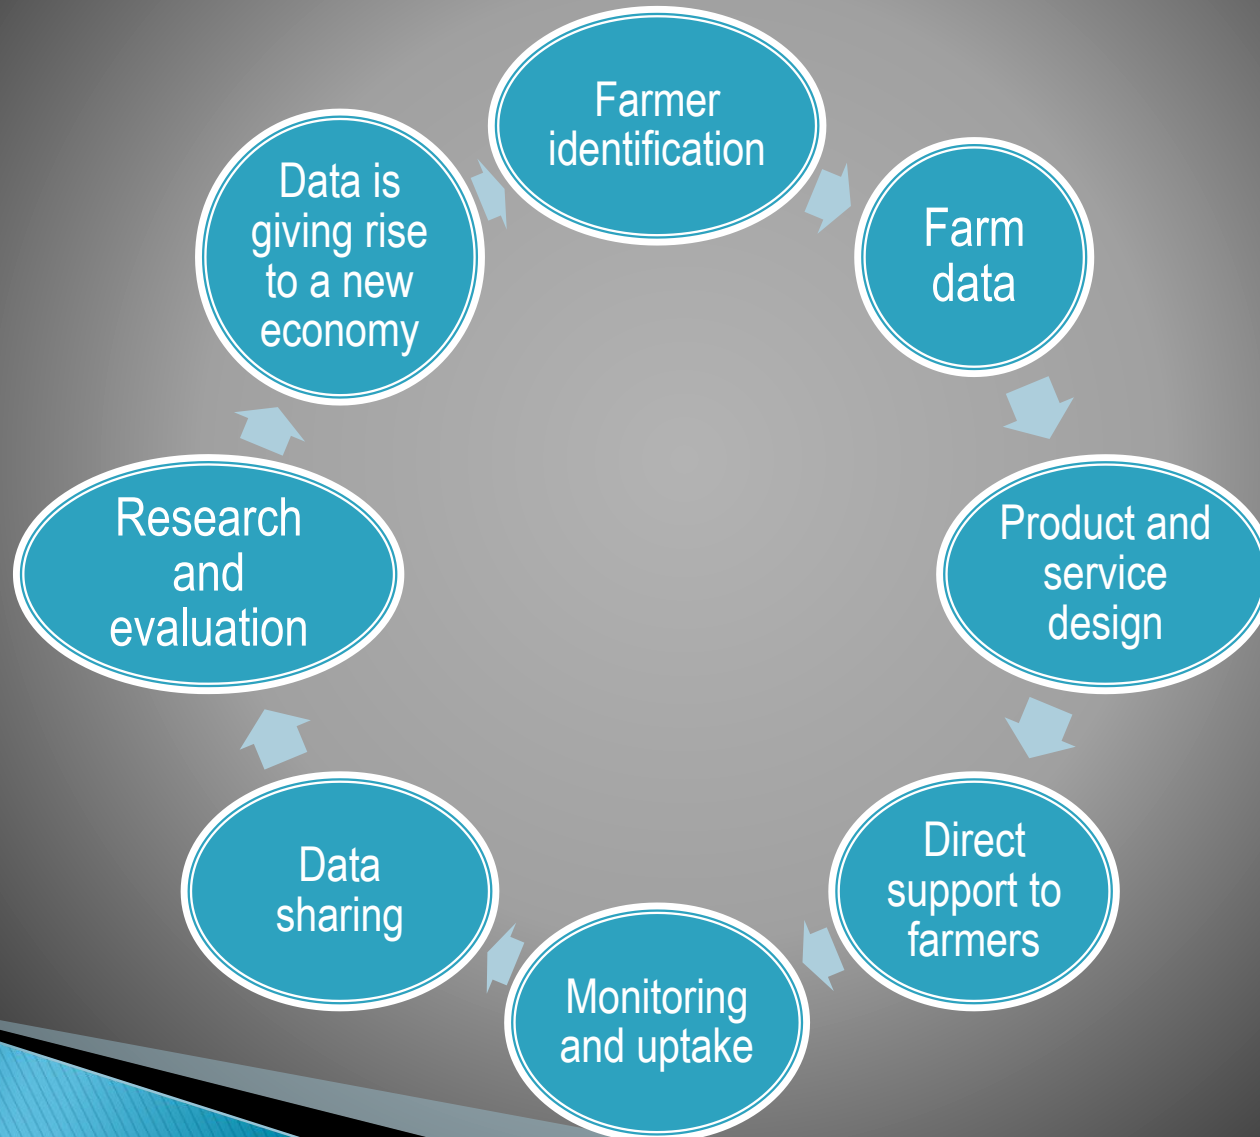 Farmer
identification
Farm
data
Product and
service
design
Direct
support to
farmers
Monitoring
and uptake
Data
sharing
Research
and
evaluation
Data is
giving rise
to a new
economy